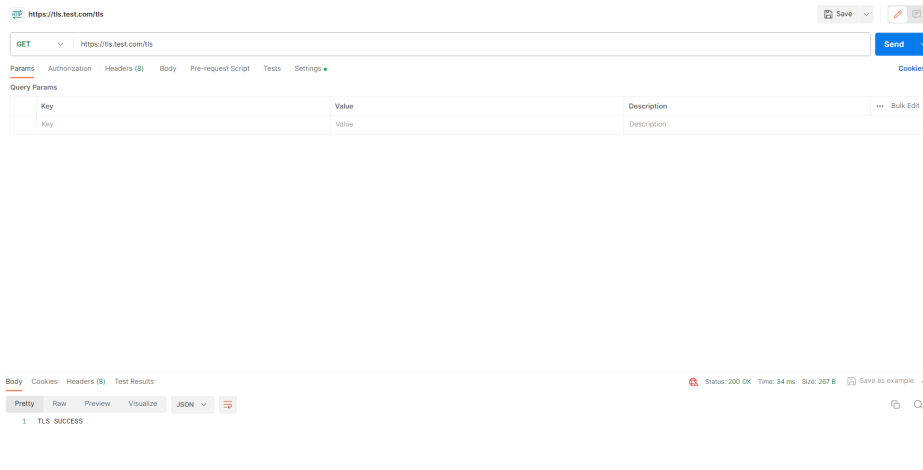 HTTP https://tls.test.com/tls Save
GET https://tls.test.com/tls Send
Params Authorization Headers (8) Body Pre-request Script Tests Settings Cookies
Query Params
Key Value Description Bulk Edit
Key Value Description
Body Cookies Headers (8) Test Results Status: 200 OK Time: 34 ms Size: 267 B Save as example
Pretty Raw Preview Visualize JSON
1 TLS SUCCESS